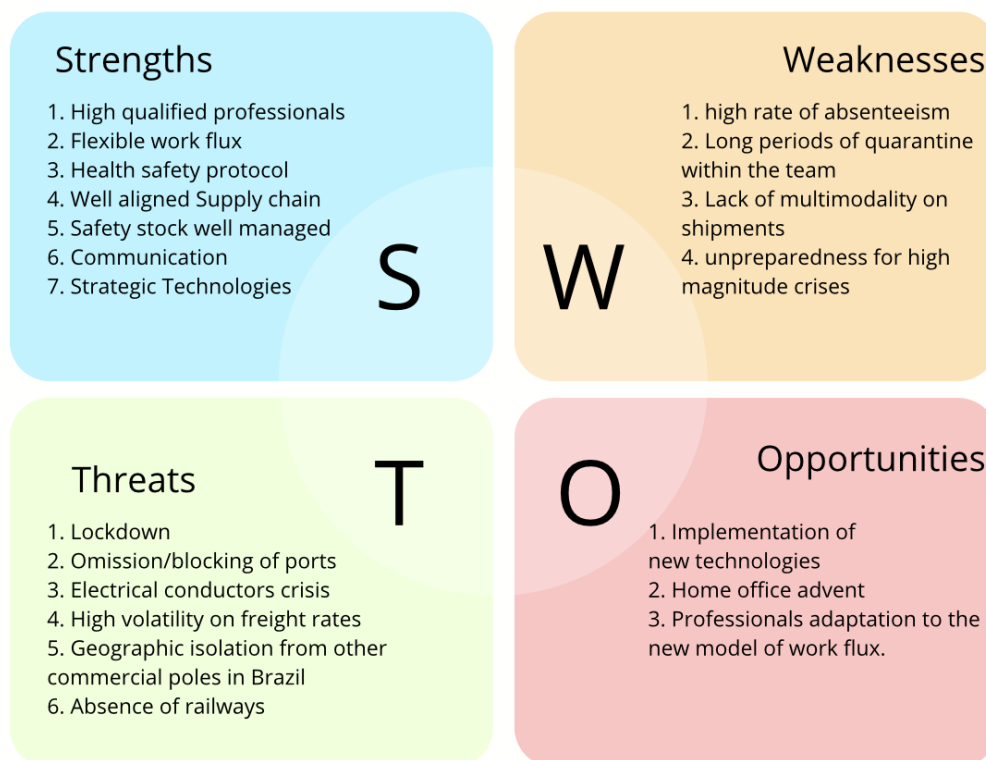 Strengths
1. High qualified professionals
2. Flexible work flux
3. Health safety protocol
4. Well aligned Supply chain
5. Safety stock well managed
6. Communication
7. Strategic Technologies
S
Weaknesses
1. high rate of absenteeism
2. Long periods of quarantine
within the team
3. Lack of multimodality on
shipments
4. unpreparedness for high
magnitude crises
W
Threats
1. Lockdown
2. Omission/blocking of ports
3. Electrical conductors crisis
4. High volatility on freight rates
5. Geographic isolation from other
commercial poles in Brazil
6. Absence of railways
T
Opportunities
1. Implementation of
new technologies
2. Home office advent
3. Professionals adaptation to the
new model of work flux.
O